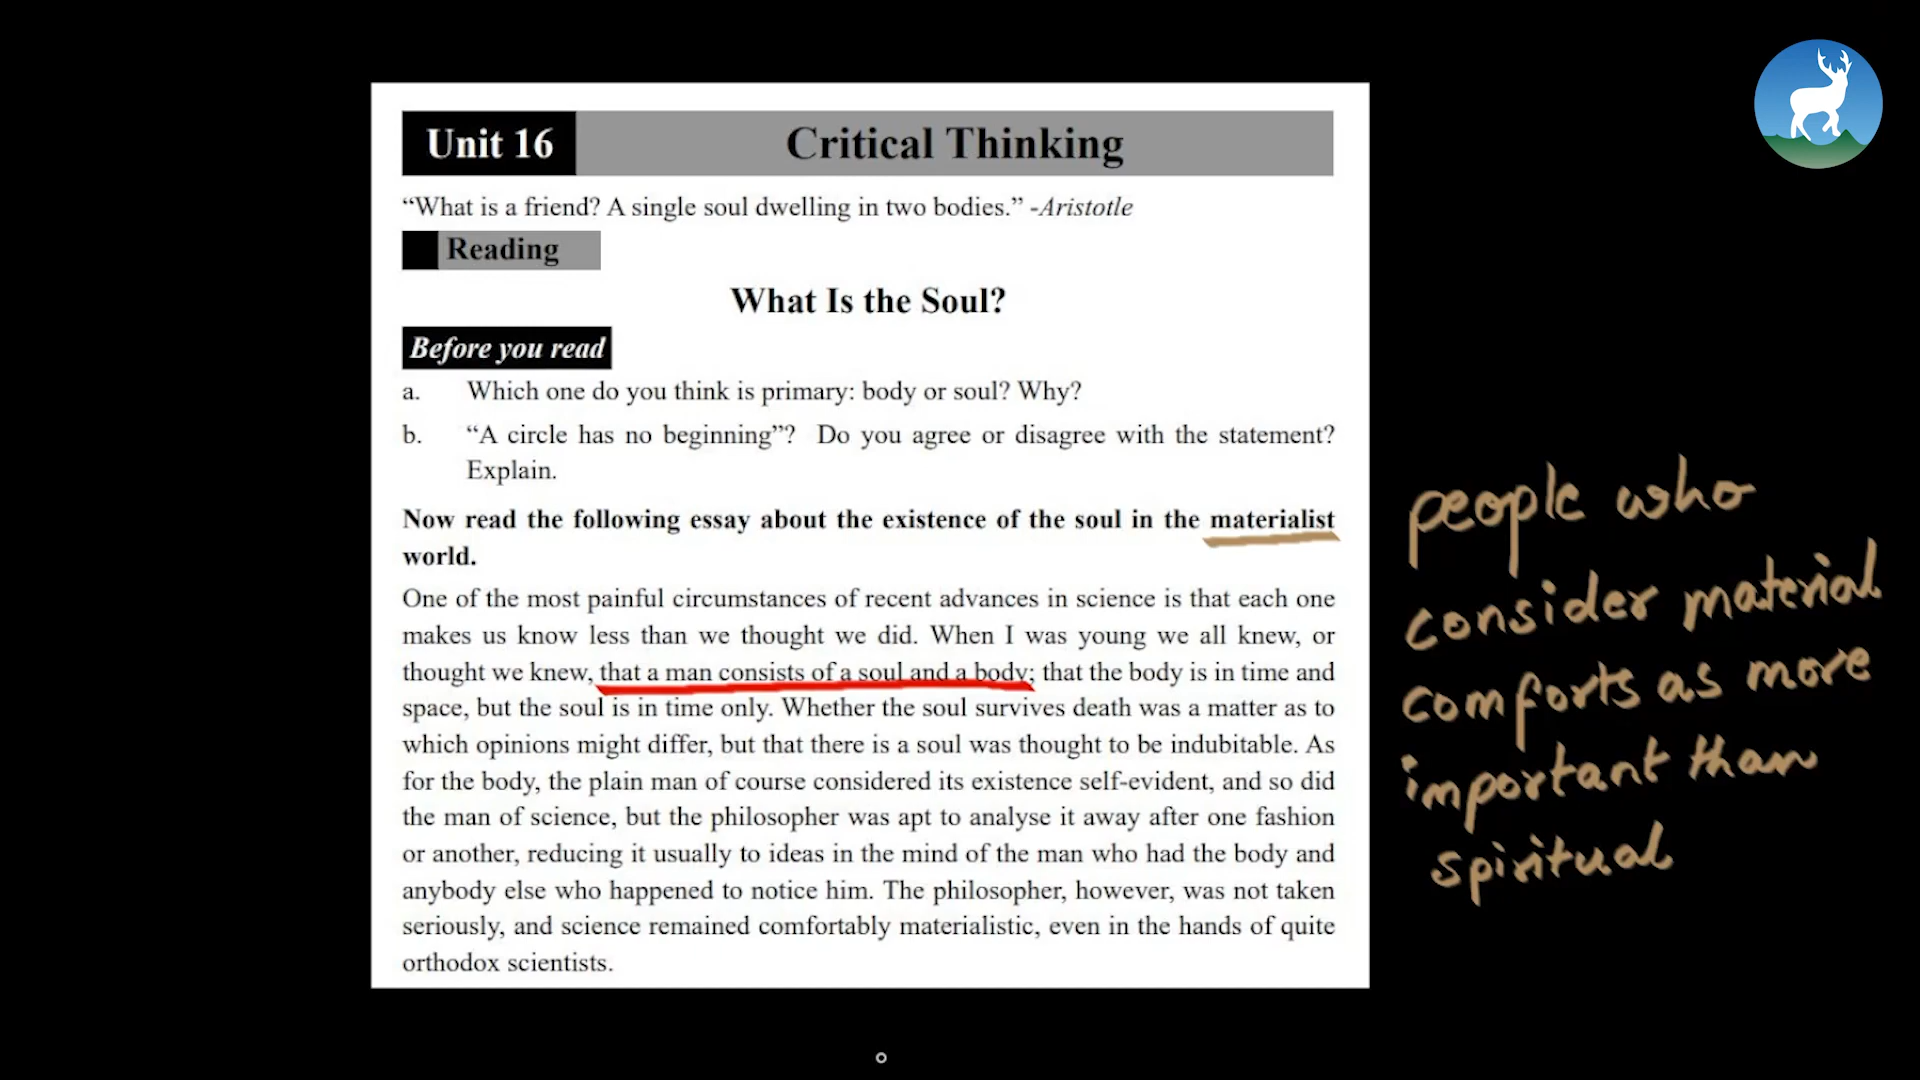 Unit 16
Critical Thinking
“What is a friend? A single soul dwelling in two bodies.” -Aristotle
Reading
What Is the Soul?
Before you read
a. Which one do you think is primary: body or soul? Why?
b. “A circle has no beginning”? Do you agree or disagree with the statement?
Explain.
Now read the following essay about the existence of the soul in the materialist
world.
One of the most painful circumstances of recent advances in science is that each one
makes us know less than we thought we did. When I was young we all knew, or
thought we knew, that a man consists of a soul and a body; that the body is in time and
space, but the soul is in time only. Whether the soul survives death was a matter as to
which opinions might differ, but that there is a soul was thought to be indubitable. As
for the body, the plain man of course considered its existence self-evident, and so did
the man of science, but the philosopher was apt to analyse it away after one fashion
or another, reducing it usually to ideas in the mind of the man who had the body and
anybody else who happened to notice him. The philosopher, however, was not taken
seriously, and science remained comfortably materialistic, even in the hands of quite
orthodox scientists.
people who
consider material
comforts as more
important than
spiritual